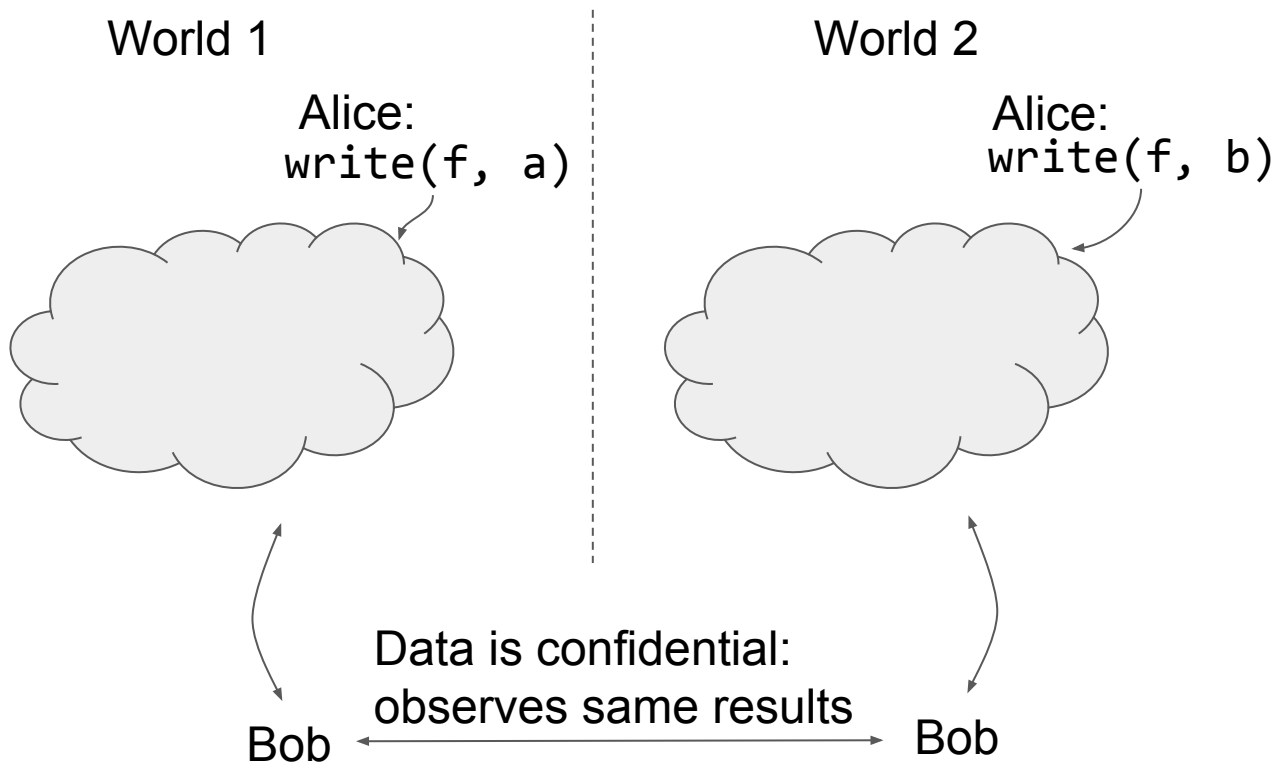 World 1
World 2
Alice:
write(f, a)
Alice:
write(f, b)
Data is confidential:
observes same results
Bob
Bob